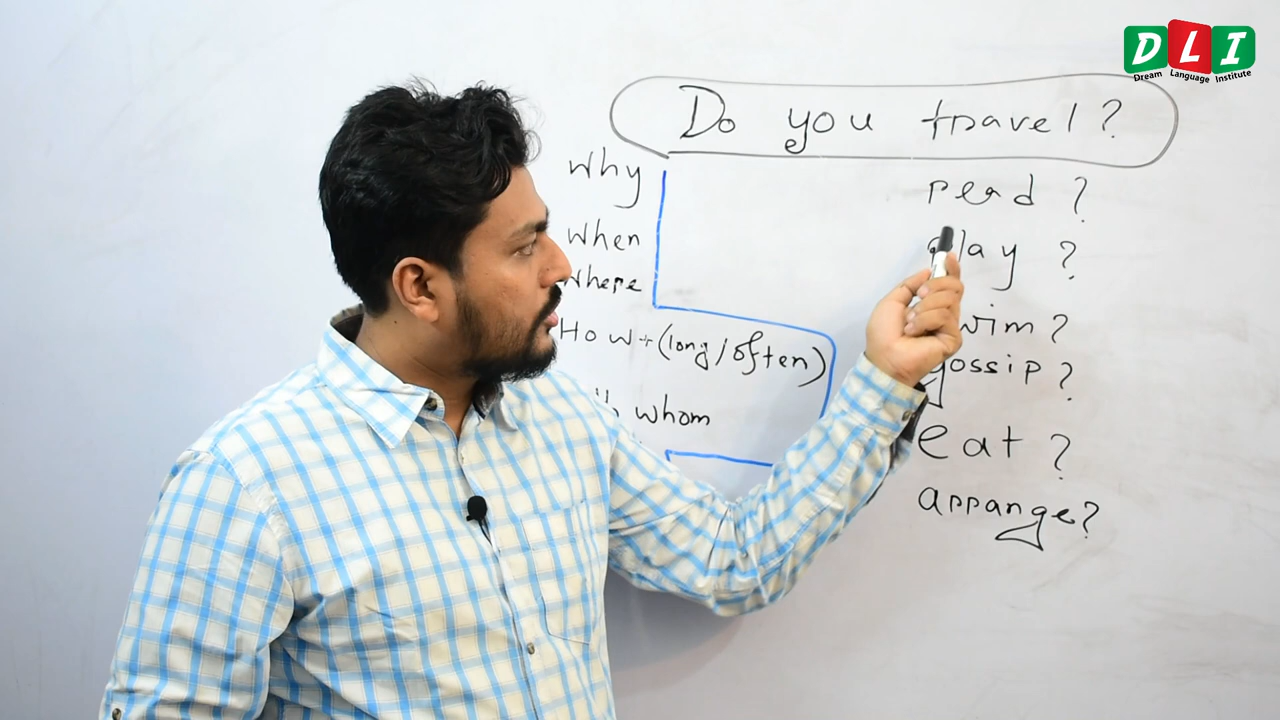 DLI
Dream Language Institute
Do you travel?
Why
read ?
when
play ?
where
swim ?
How + (long/often)
gossip ?
whom
eat ?
arrange?